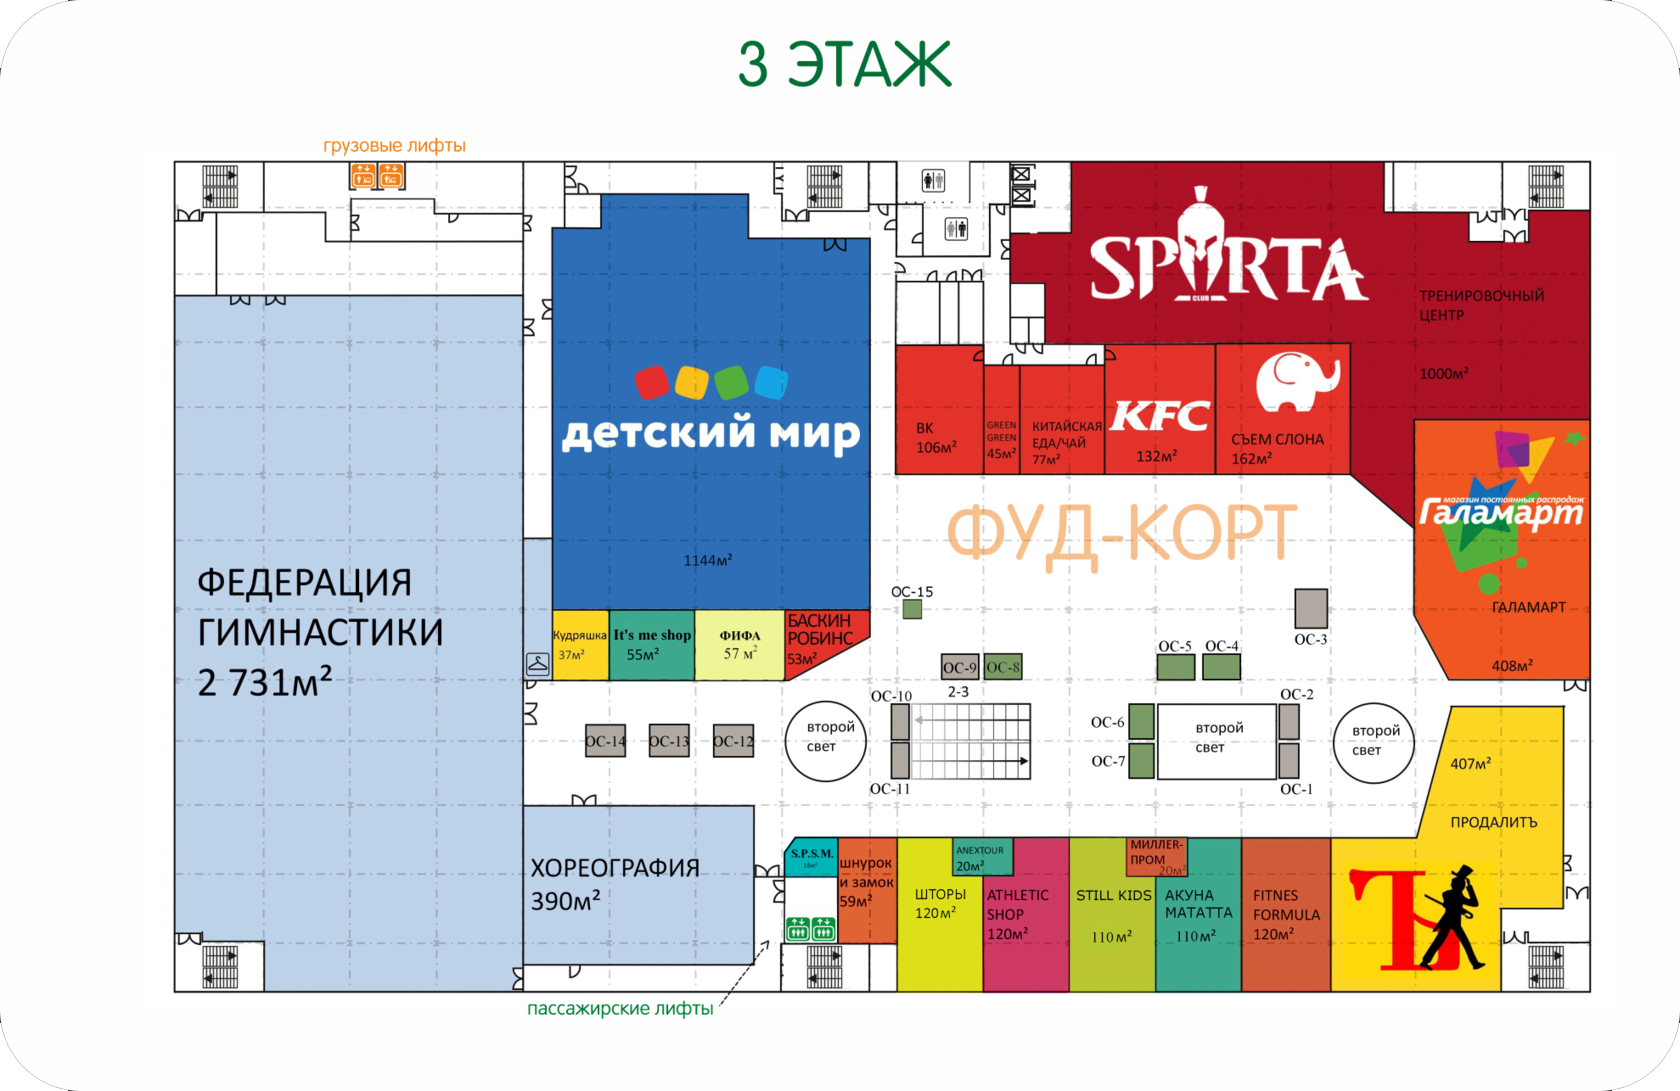 3 ЭТАЖ
грузовые лифты
SPARTA
CLUB
ТРЕНИРОВОЧНЫЙ
ЦЕНТР
1000м²
детский мир
1144м²
BK
106м²
GREEN
GREEN
45м²
КИТАЙСКАЯ
ЕДА/ЧАЙ
77м²
KFC
132м²
СЪЕМ СЛОНА
162м²
магазин постоянных распродаж
Галамарт
ГАЛАМАРТ
408м²
ФУД-КОРТ
ФЕДЕРАЦИЯ
ГИМНАСТИКИ
2 731м²
Кудряшка
37м²
It's me shop
55м²
ФИФА
57 м²
БАСКИН
РОБИНС
53м²
ОС-15
ОС-3
ОС-9
ОС-8
2-3
ОС-5
ОС-4
ОС-10
ОС-11
ОС-6
ОС-7
ОС-2
ОС-1
ОС-14
ОС-13
ОС-12
второй
свет
второй
свет
второй
свет
407м²
ПРОДАЛИТЪ
ХОРЕОГРАФИЯ
390м²
S.P.S.M.
18м²
шнурок
и замок
59м²
ШТОРЫ
120м²
ANEXTOUR
20м²
ATHLETIC
SHOP
120м²
STILL KIDS
110м²
МИЛЛЕР-
ПРОМ
20м²
АКУНА
МАТАТТА
110м²
FITNES
FORMULA
120м²
пассажирские лифты